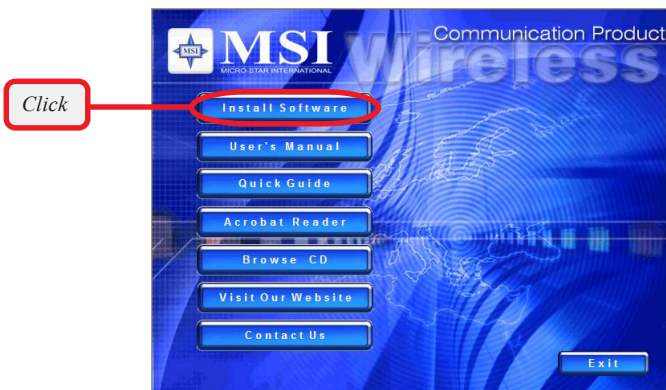 Communication Product
Wireless
MSI
MSI
MICRO-STAR INTERNATIONAL
Click
Install Software
User's Manual
Quick Guide
Acrobat Reader
Browse CD
Visit Our Website
Contact Us
Exit